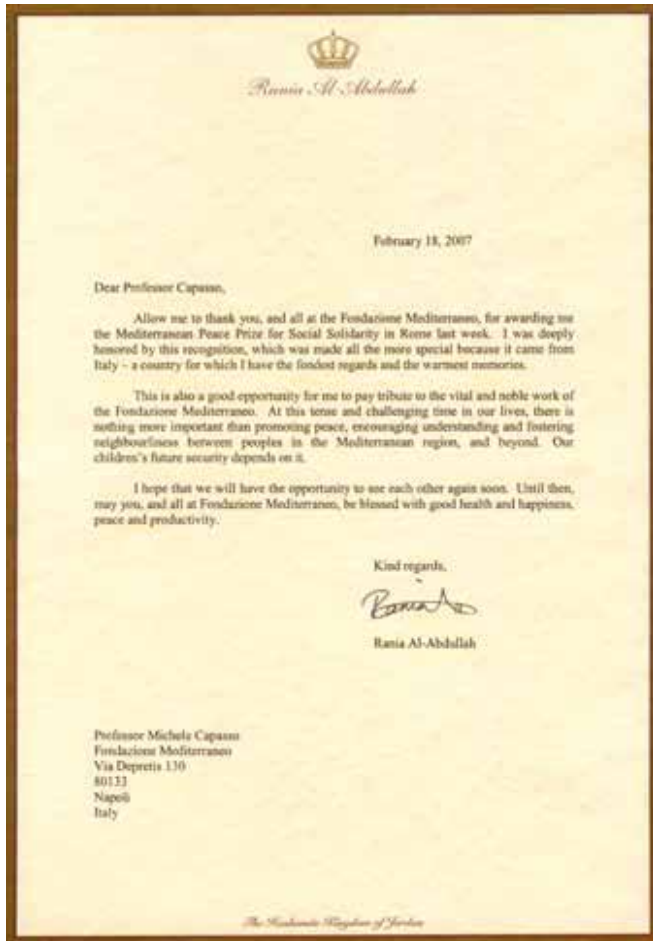 Rania Al-Abdullah
February 18, 2007
Dear Professor Capasso,
Allow me to thank you, and all at the Fondazione Mediterraneo, for awarding me
the Mediterranean Peace Prize for Social Solidarity in Rome last week. I was deeply
honored by this recognition, which was made all the more special because it came from
Italy – a country for which I have the fondest regards and the warmest memories.
This is also a good opportunity for me to pay tribute to the vital and noble work of
the Fondazione Mediterraneo. At this tense and challenging time in our lives, there is
nothing more important than promoting peace, encouraging understanding and fostering
neighbourliness between peoples in the Mediterranean region, and beyond. Our
children's future security depends on it.
I hope that we will have the opportunity to see each other again soon. Until then,
may you, and all at Fondazione Mediterraneo, be blessed with good health and happiness,
peace and productivity.
Kind regards,
Rania
Rania Al-Abdullah
Professor Michele Capasso
Fondazione Mediterraneo
Via Depretis 130
80133
Napoli
Italy
The Hashemite Kingdom of Jordan